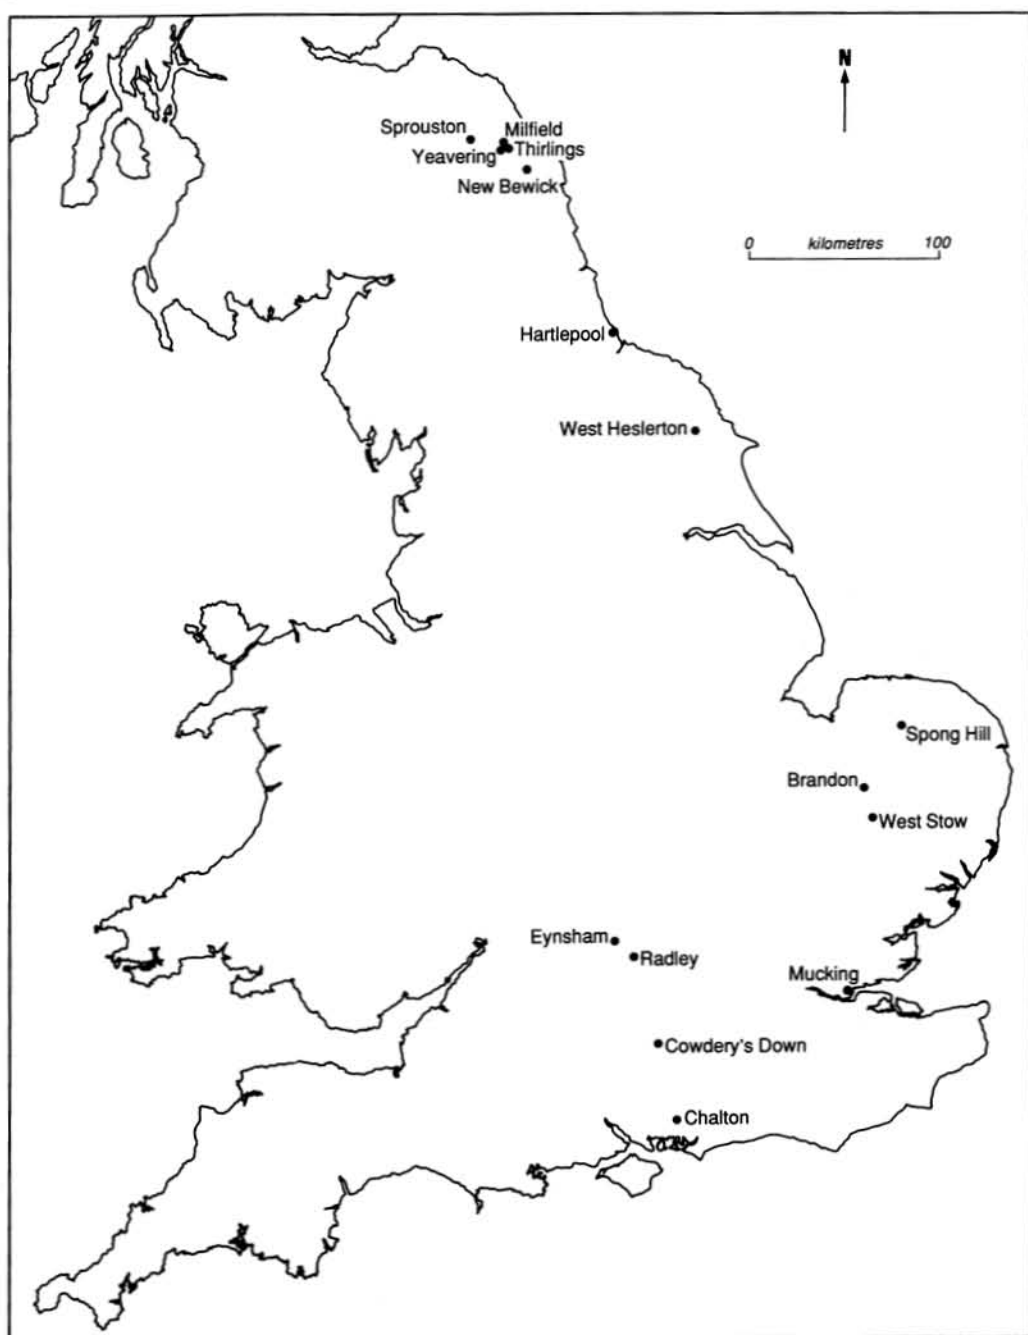 N
Sprouston
Milfield
Yeavering
Thirlings
New Bewick
0 kilometres 100
Hartlepool
West Heslerton
Spong Hill
Brandon
West Stow
Eynsham
Radley
Mucking
Cowdery's Down
Chalton